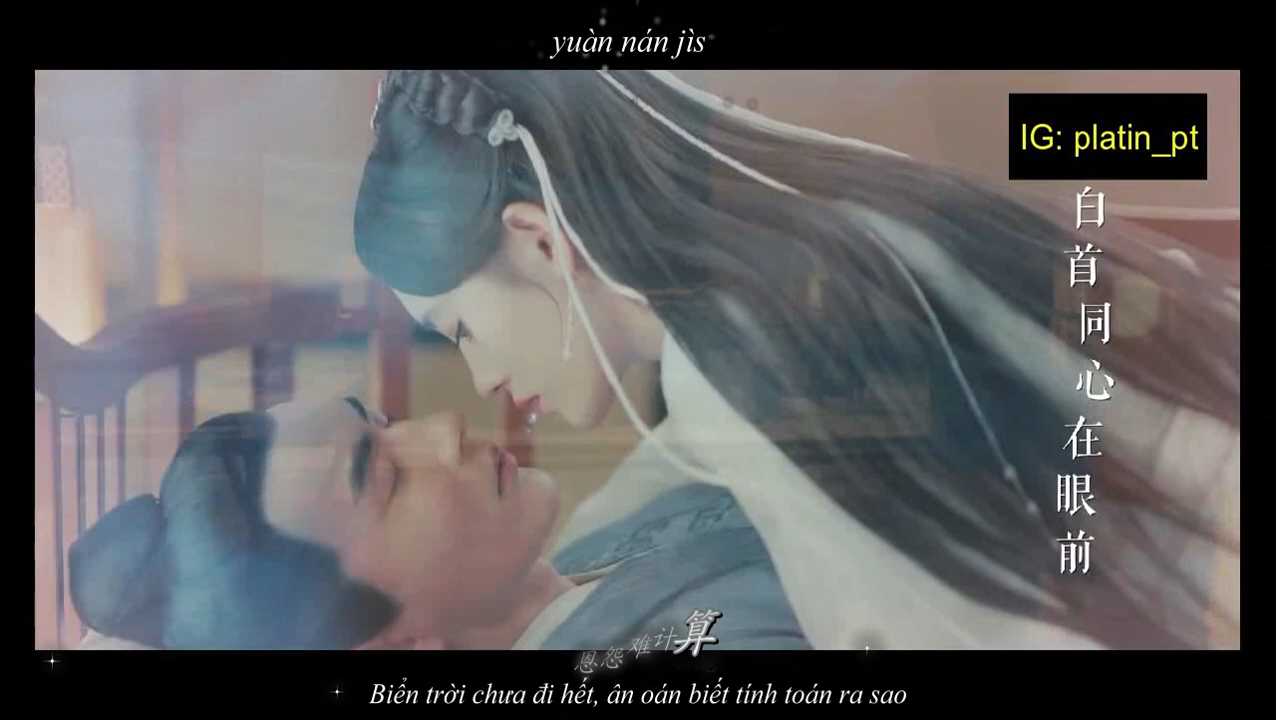 yuàn nán jìs
IG: platin_pt
白首同心在眼前
恩怨难计算
Biển trời chưa đi hết, ân oán biết tính toán ra sao